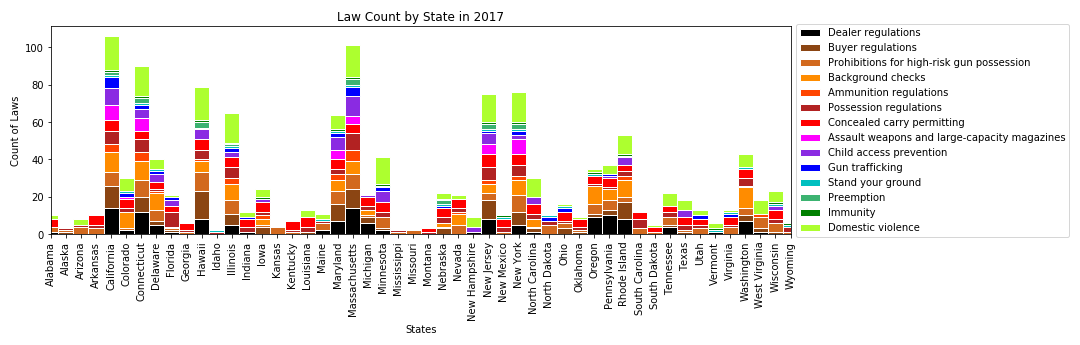 Law Count by State in 2017
Count of Laws
100
80
60
40
20
0
Alabama
Alaska
Arizona
Arkansas
California
Colorado
Connecticut
Delaware
Florida
Georgia
Hawaii
Idaho
Illinois
Indiana
Iowa
Kansas
Kentucky
Louisiana
Maine
Maryland
Massachusetts
Michigan
Minnesota
Mississippi
Missouri
Montana
Nebraska
Nevada
New Hampshire
New Jersey
New Mexico
New York
North Carolina
North Dakota
Ohio
Oklahoma
Oregon
Pennsylvania
Rhode Island
South Carolina
South Dakota
Tennessee
Texas
Utah
Vermont
Virginia
Washington
West Virginia
Wisconsin
Wyoming
States
Dealer regulations
Buyer regulations
Prohibitions for high-risk gun possession
Background checks
Ammunition regulations
Possession regulations
Concealed carry permitting
Assault weapons and large-capacity magazines
Child access prevention
Gun trafficking
Stand your ground
Preemption
Immunity
Domestic violence